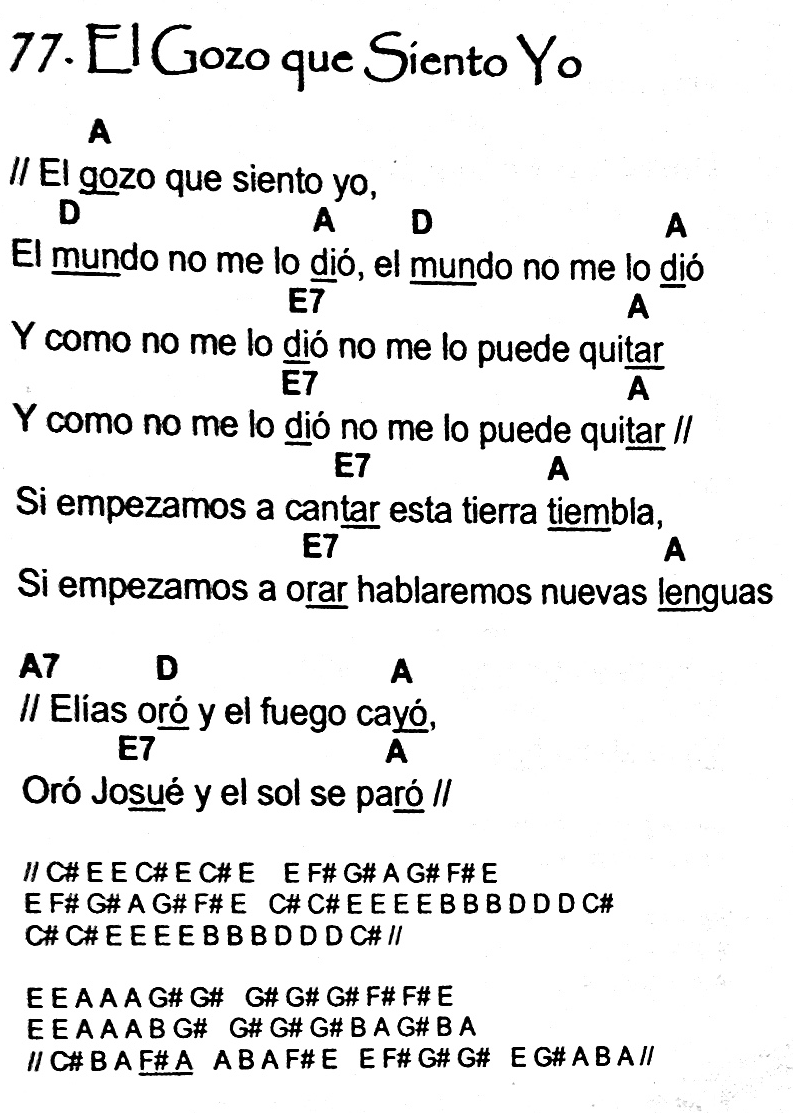 77. El Gozo que Siento Yo
A
// El gozo que siento yo,
D A D A
El mundo no me lo dió, el mundo no me lo dió
E7 A
Y como no me lo dió no me lo puede quitar
E7 A
Y como no me lo dió no me lo puede quitar //
E7 A
Si empezamos a cantar esta tierra tiembla,
E7 A
Si empezamos a orar hablaremos nuevas lenguas
A7 D A
// Elías oró y el fuego cayó,
E7 A
Oró Josué y el sol se paró //
// C# E E C# E C# E E F# G# A G# F# E
E F# G# A G# F# E C# C# E E E E B B B D D D C#
C# C# E E E E B B B D D D C# //
E E A A A G# G# G# G# G# F# F# E
E E A A A B G# G# G# G# B A G# B A
// C# B A F# A A B A F# E E F# G# G# E G# A B A //